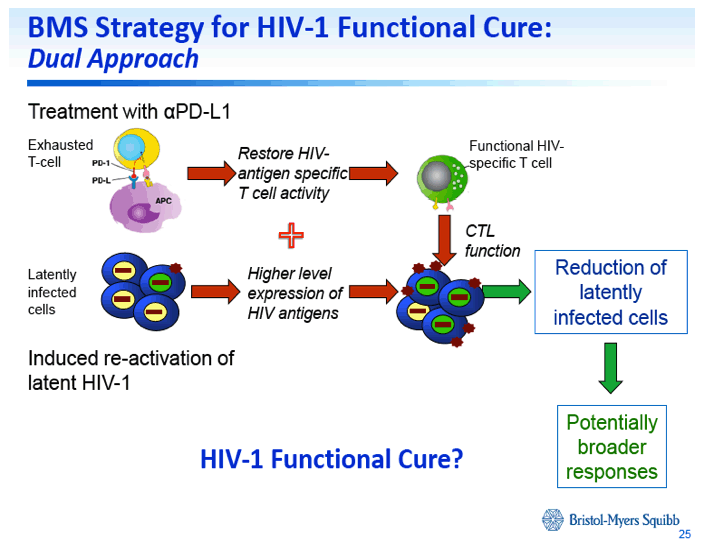 BMS Strategy for HIV-1 Functional Cure:
Dual Approach
Treatment with αPD-L1
Exhausted
T-cell
PD-1
PD-L
APC
Restore HIV-
antigen specific
T cell activity
Functional HIV-
specific T cell
CTL
function
Latently
infected
cells
Higher level
expression of
HIV antigens
Reduction of
latently
infected cells
Induced re-activation of
latent HIV-1
Potentially
broader
responses
HIV-1 Functional Cure?
Bristol-Myers Squibb
25